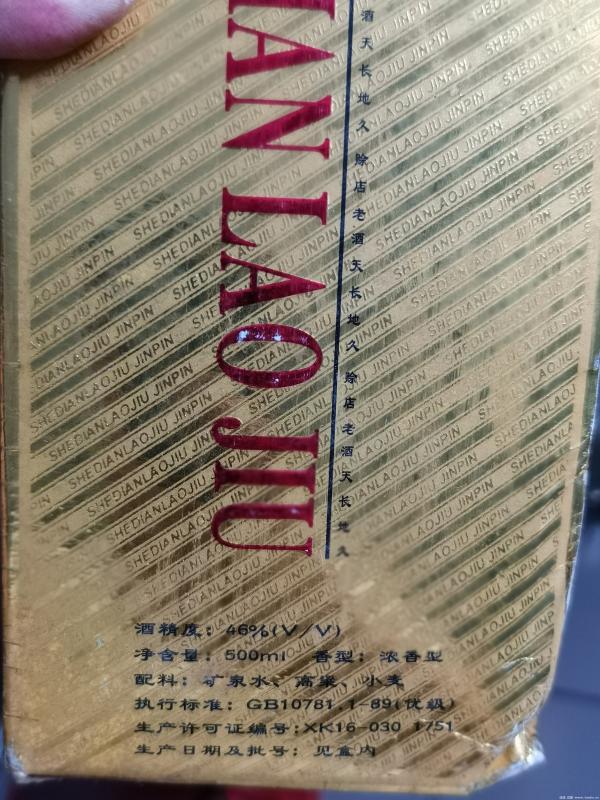 IAN LAO JIU
酒天长地久 赊店老酒天长地久 赊店老酒天长地久
SHEDIANLAOJIU JINPIN
酒精度：46%(V/V)
净含量：500ml 香型：浓香型
配料：矿泉水、高粱、小麦
执行标准：GB10781.1-89(优级)
生产许可证编号:XK16-030 1751
生产日期及批号：见盒内